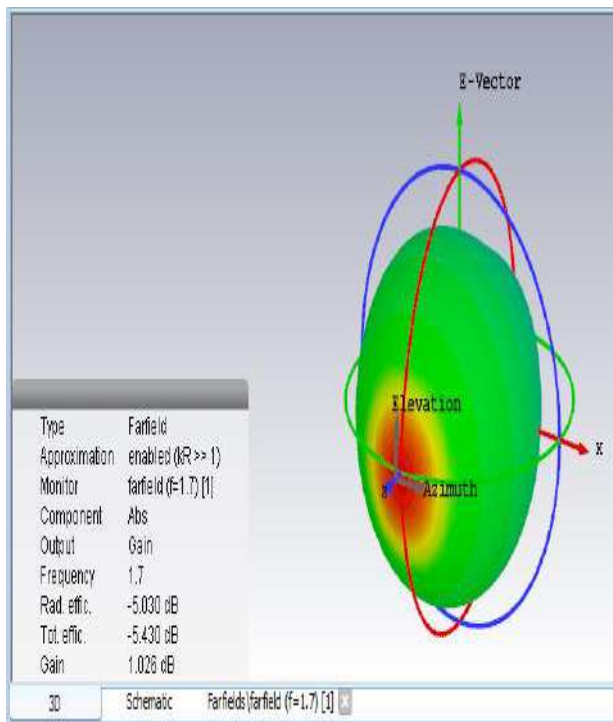 E-Vector
x
Elevation
z
Azimuth
Type Farfield
Approximation enabled (kR >> 1)
Monitor farfield (f=1.7) [1]
Component Abs
Output Gain
Frequency 1.7
Rad. effic. -5.030 dB
Tot. effic. -5.430 dB
Gain 1.026 dB
3D Schematic Farfields\farfield (f=1.7) [1]